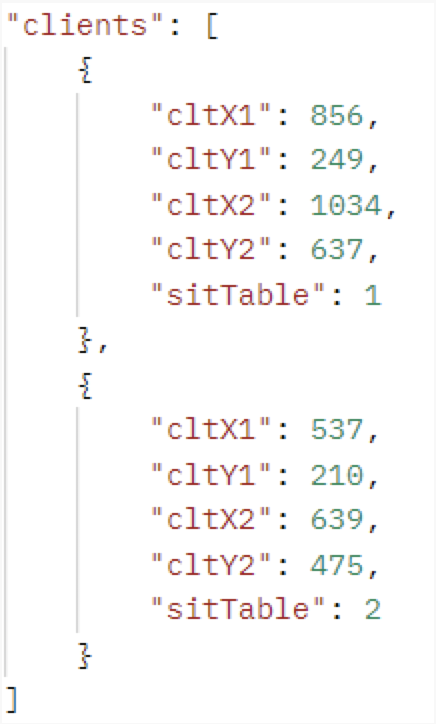 "clients": [
{
"cltX1": 856,
"cltY1": 249,
"cltX2": 1034,
"cltY2": 637,
"sitTable": 1
},
{
"cltX1": 537,
"cltY1": 210,
"cltX2": 639,
"cltY2": 475,
"sitTable": 2
}
]